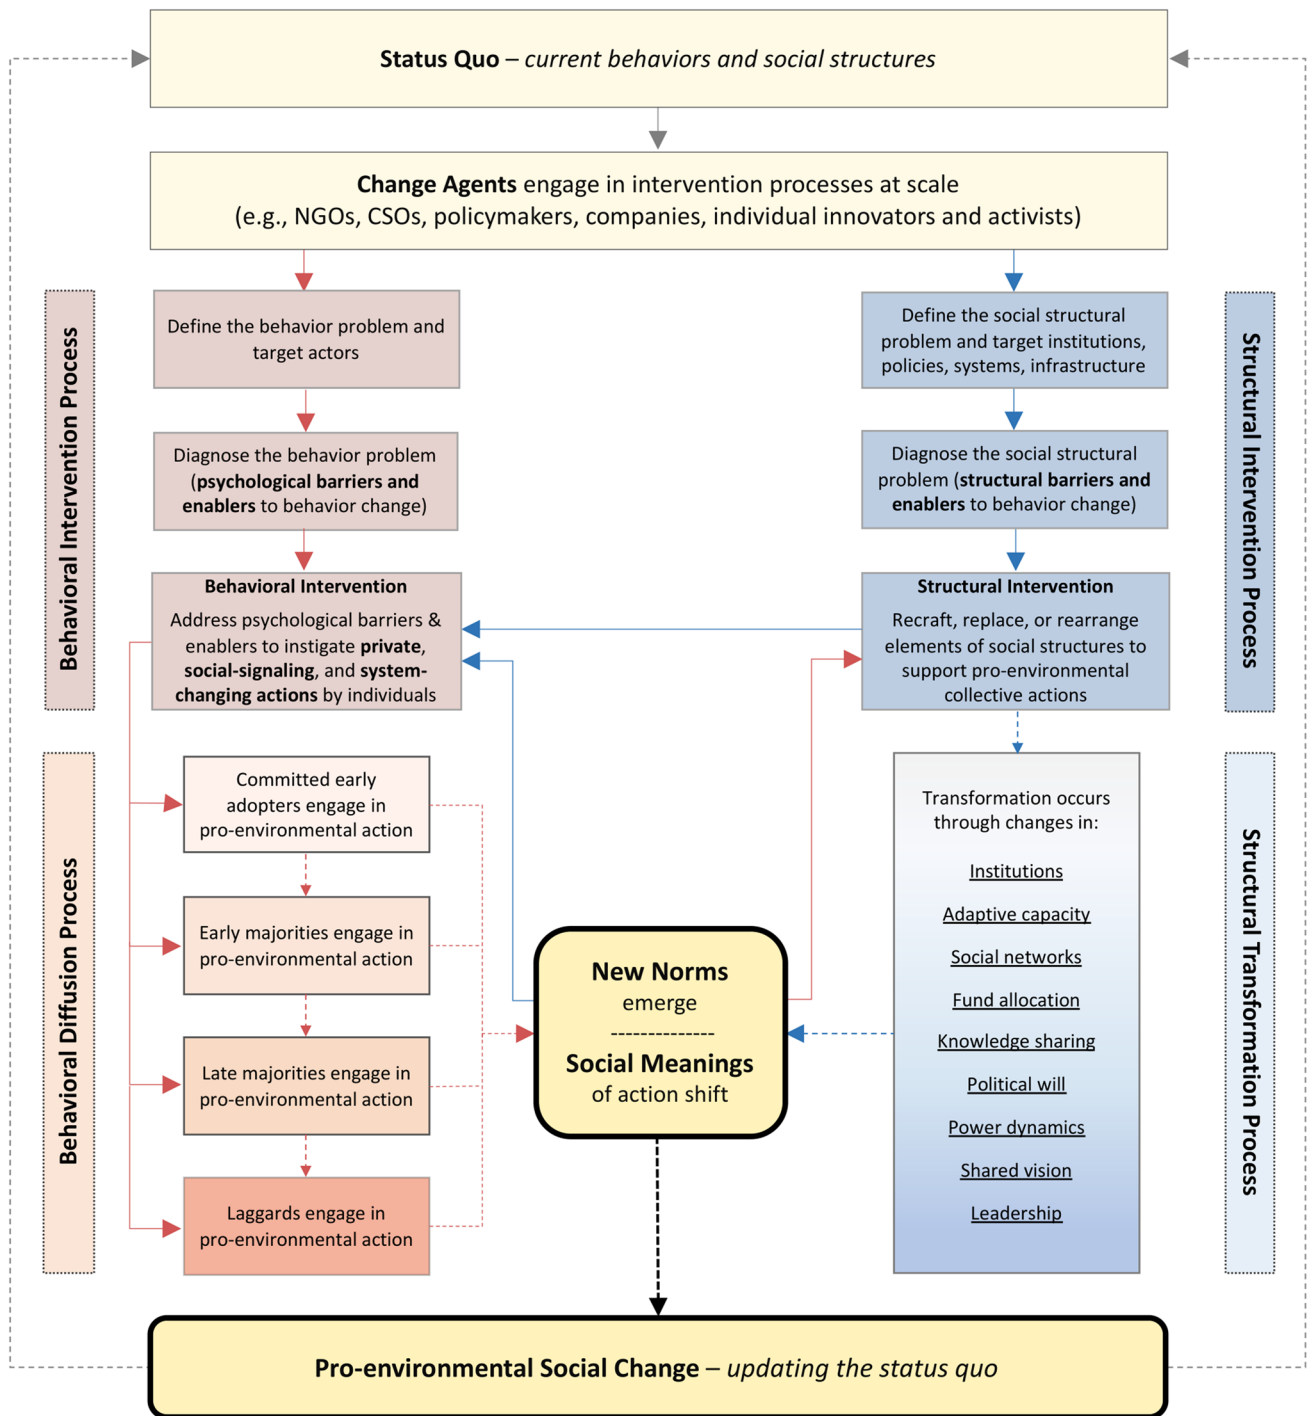 Status Quo – current behaviors and social structures
Change Agents engage in intervention processes at scale
(e.g., NGOs, CSOs, policymakers, companies, individual innovators and activists)
Behavioral Intervention Process
Define the behavior problem and
target actors
Diagnose the behavior problem
(psychological barriers and
enablers to behavior change)
Behavioral Intervention
Address psychological barriers &
enablers to instigate private,
social-signaling, and system-
changing actions by individuals
Define the social structural
problem and target institutions,
policies, systems, infrastructure
Diagnose the social structural
problem (structural barriers and
enablers to behavior change)
Structural Intervention
Recraft, replace, or rearrange
elements of social structures to
support pro-environmental
collective actions
Structural Intervention Process
Behavioral Diffusion Process
Committed early
adopters engage in
pro-environmental action
Early majorities engage in
pro-environmental action
Late majorities engage in
pro-environmental action
Laggards engage in
pro-environmental action
New Norms
emerge
--------------
Social Meanings
of action shift
Transformation occurs
through changes in:
Institutions
Adaptive capacity
Social networks
Fund allocation
Knowledge sharing
Political will
Power dynamics
Shared vision
Leadership
Structural Transformation Process
Pro-environmental Social Change – updating the status quo